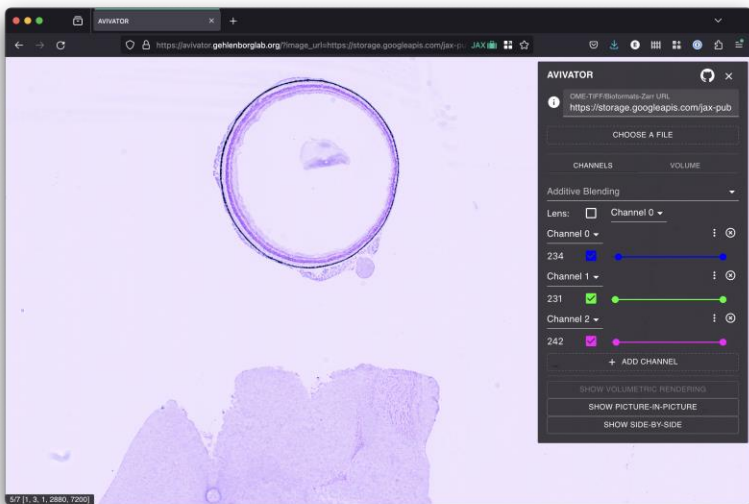 AVIVATOR
https://avivator.gehlenborglab.org/?image_url=https://storage.googleapis.com/jax-pu
JAX
AVIVATOR
OME-TIFF/Bioformats-Zarr URL
https://storage.googleapis.com/jax-pub
CHOOSE A FILE
CHANNELS VOLUME
Additive Blending
Lens: Channel 0
Channel 0
234
Channel 1
231
Channel 2
242
+ ADD CHANNEL
SHOW VOLUMETRIC RENDERING
SHOW PICTURE-IN-PICTURE
SHOW SIDE-BY-SIDE
5/7 [1, 3, 1, 2880, 7200]